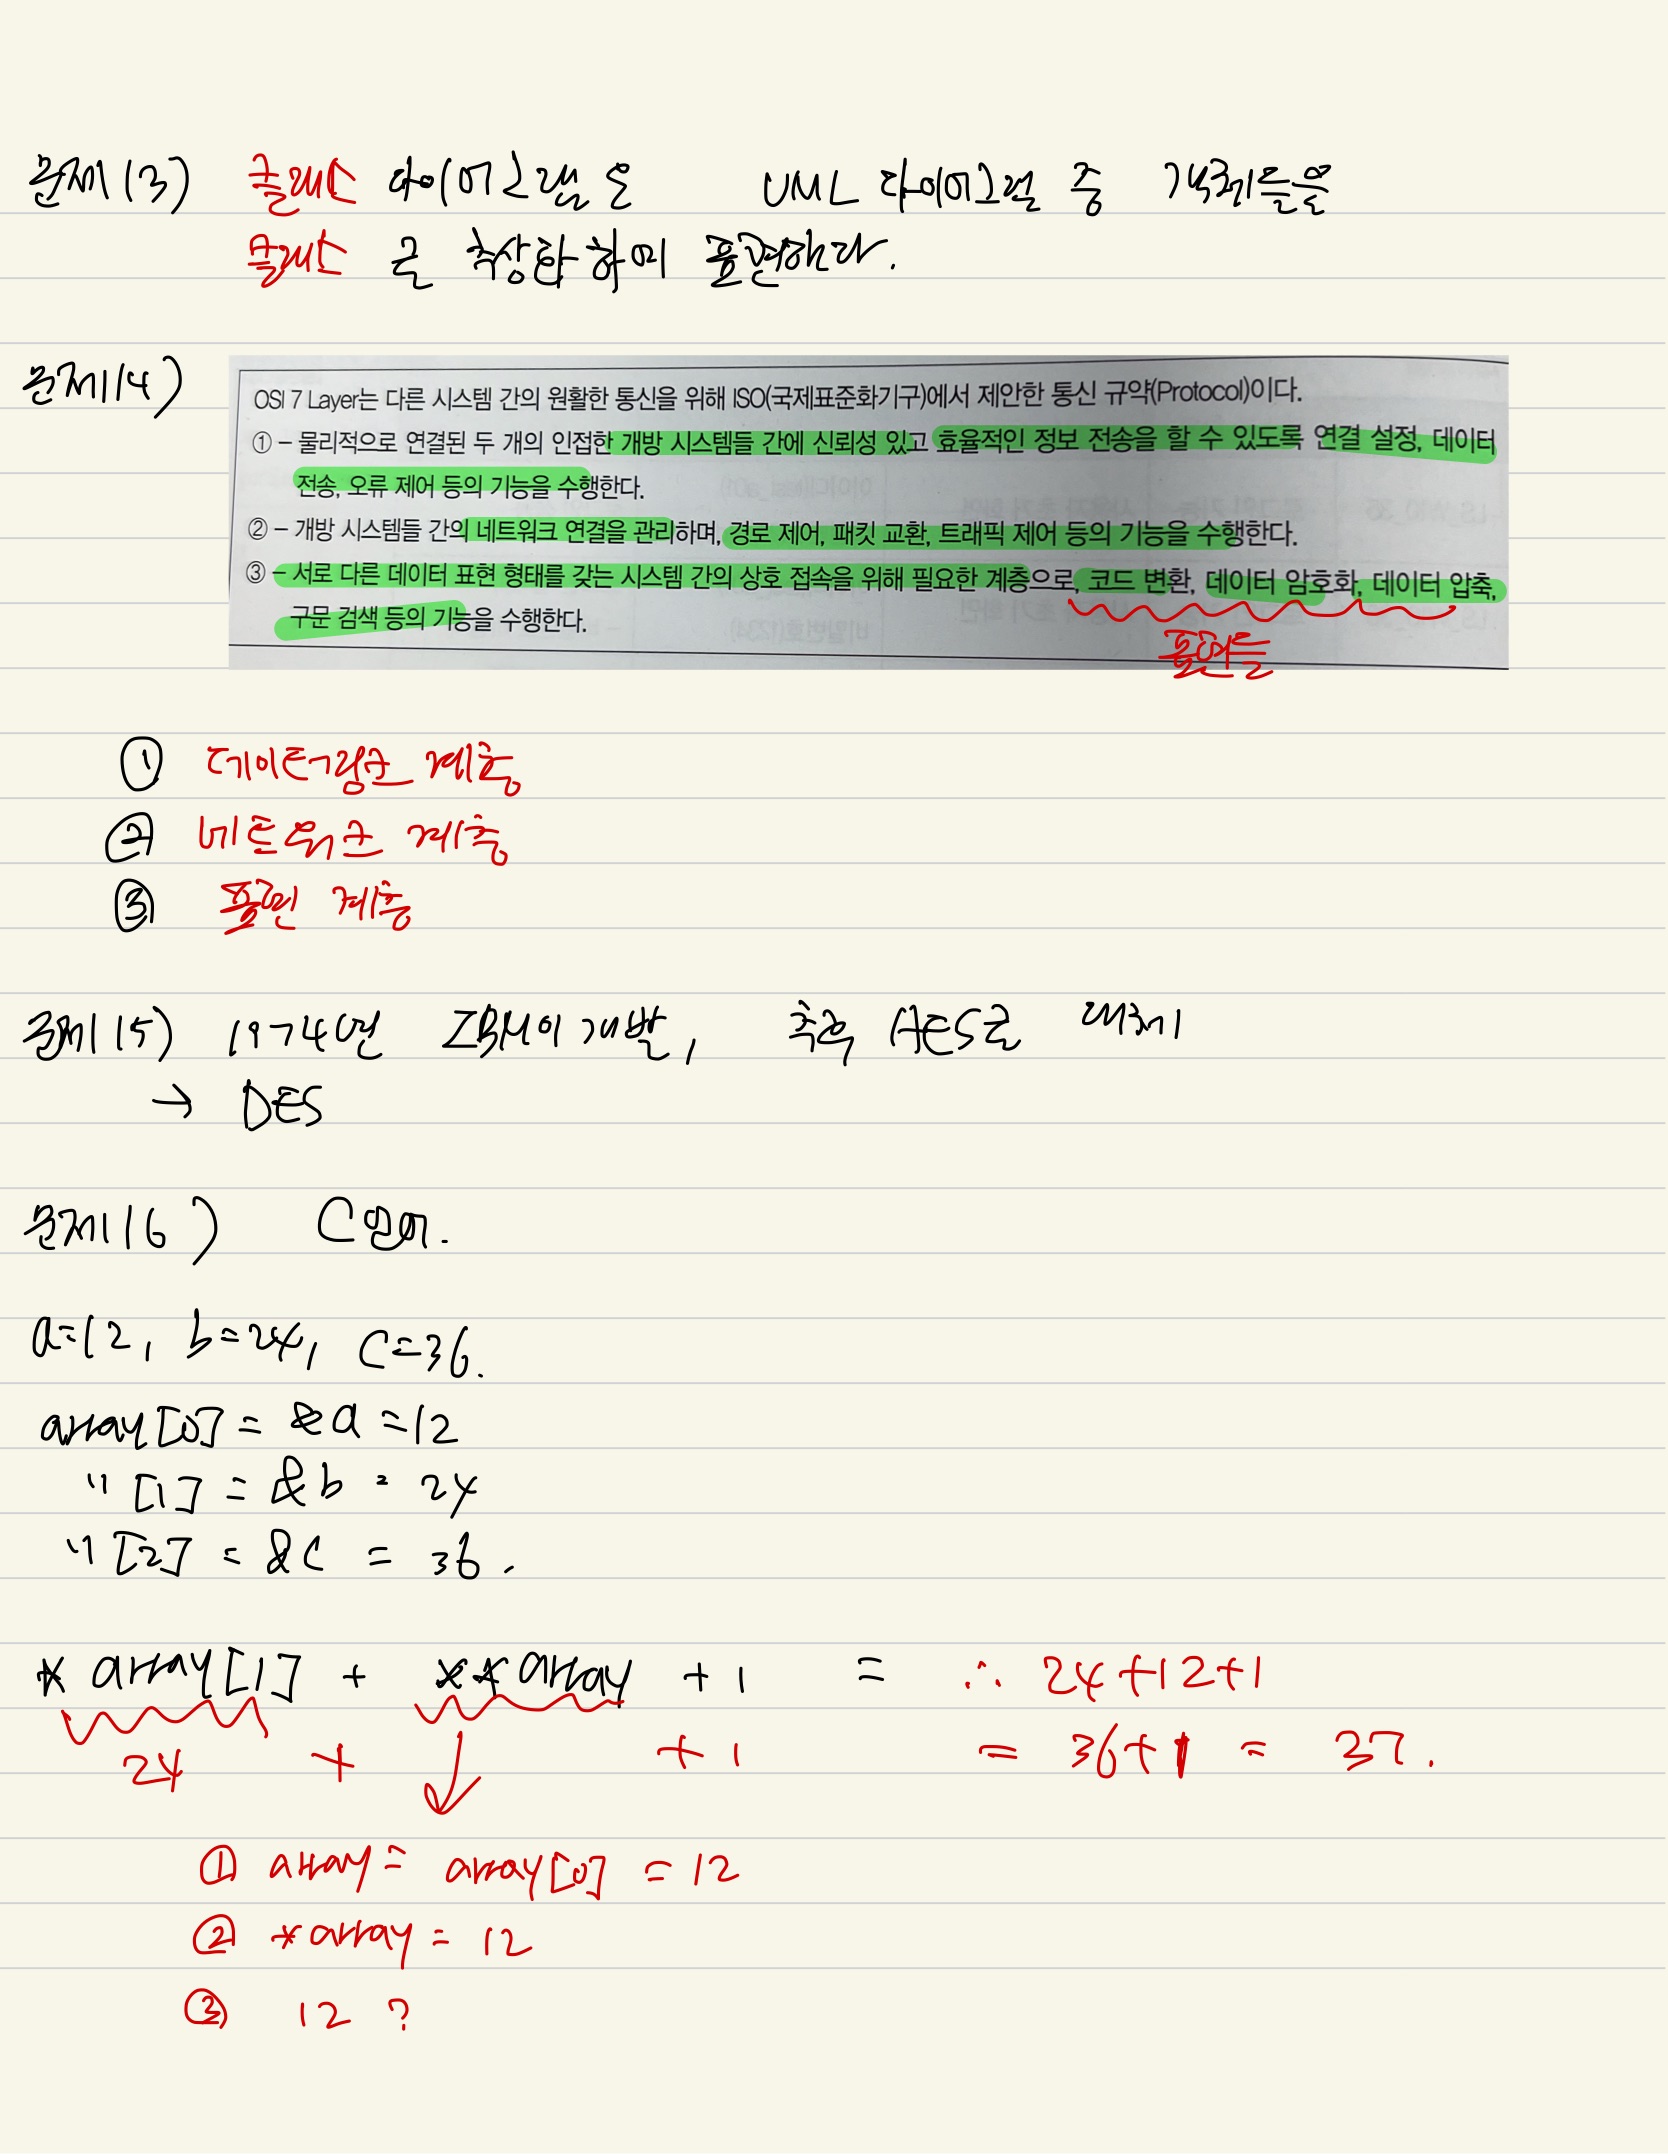 문제13) 클래스 다이어그램은 UML 다이어그램 중 객체들을
클래스로 추상화하여 표현해다.
문제14)
OSI 7 Layer는 다른 시스템 간의 원활한 통신을 위해 ISO(국제표준화기구)에서 제안한 통신 규약(Protocol)이다.
① - 물리적으로 연결된 두 개의 인접한 개방 시스템들 간에 신뢰성 있고 효율적인 정보 전송을 할 수 있도록 연결 설정, 데이터
전송, 오류 제어 등의 기능을 수행한다.
② - 개방 시스템들 간의 네트워크 연결을 관리하며, 경로 제어, 패킷 교환, 트래픽 제어 등의 기능을 수행한다.
③ - 서로 다른 데이터 표현 형태를 갖는 시스템 간의 상호 접속을 위해 필요한 계층으로, 코드 변환, 데이터 암호화, 데이터 압축,
구문 검색 등의 기능을 수행한다.
① 데이터링크 계층
② 네트워크 계층
③ 표현 계층
문제15) 1974년 IBM이 개발, 추후 AES로 대체
→ DES
문제16) C언어.
a=12, b=24, C=36.
array[0] = &a = 12
"[1] = &b = 24
"[2] = &c = 36.
* array[1] + **array + 1 = ∴ 24+12+1
24 + ↓ + 1 = 36+1 = 37.
① array = array[0] = 12
② *array = 12
③ 12 ?